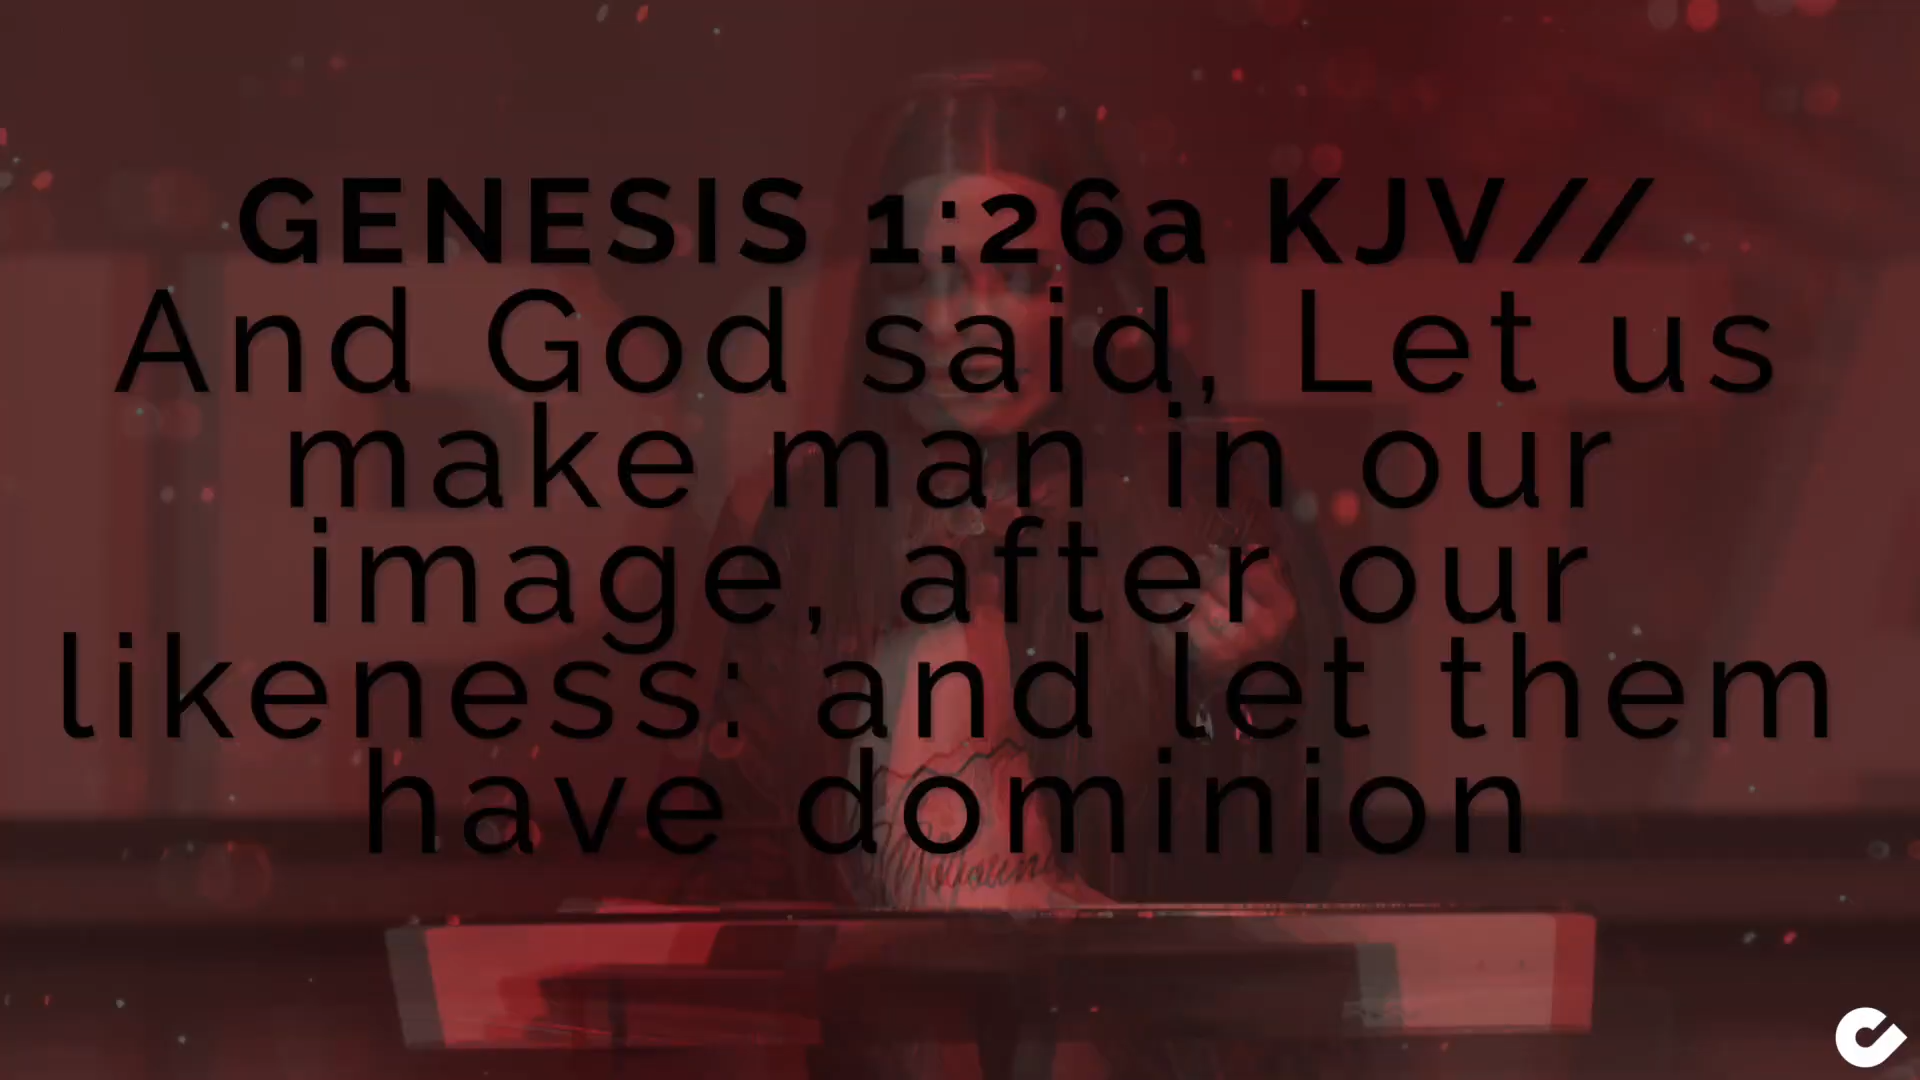 GENESIS 1:26a KJV//
And God said, Let us
make man in our
image, after our
likeness: and let them
have dominion